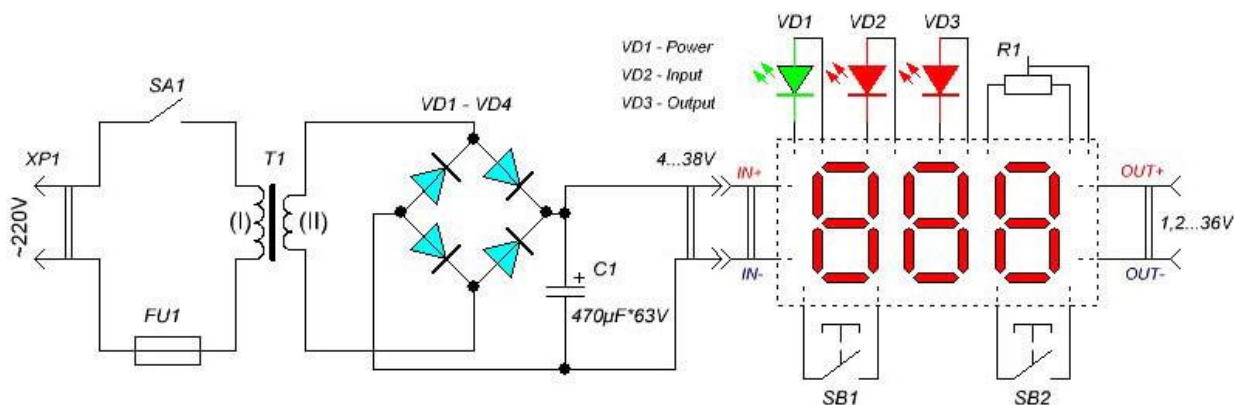 VD1
VD2
VD3
R1
VD1 - Power
VD2 - Input
VD3 - Output
SA1
VD1 - VD4
XP1
T1
4...38V
IN+
OUT+
~220V
(I)
(II)
888
1,2...36V
IN-
OUT-
+
C1
470µF*63V
FU1
SB1
SB2